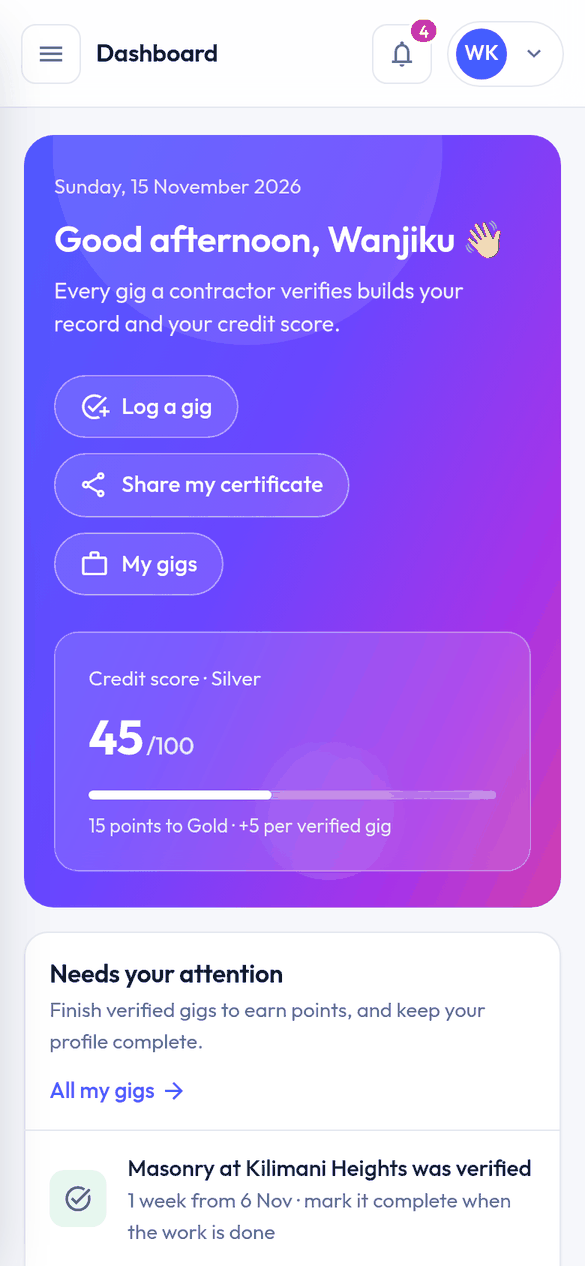 Dashboard
4
WK
Sunday, 15 November 2026
Good afternoon, Wanjiku 👋
Every gig a contractor verifies builds your
record and your credit score.
Log a gig
Share my certificate
My gigs
Credit score · Silver
45/100
15 points to Gold · +5 per verified gig
Needs your attention
Finish verified gigs to earn points, and keep your
profile complete.
All my gigs →
Masonry at Kilimani Heights was verified
1 week from 6 Nov · mark it complete when
the work is done